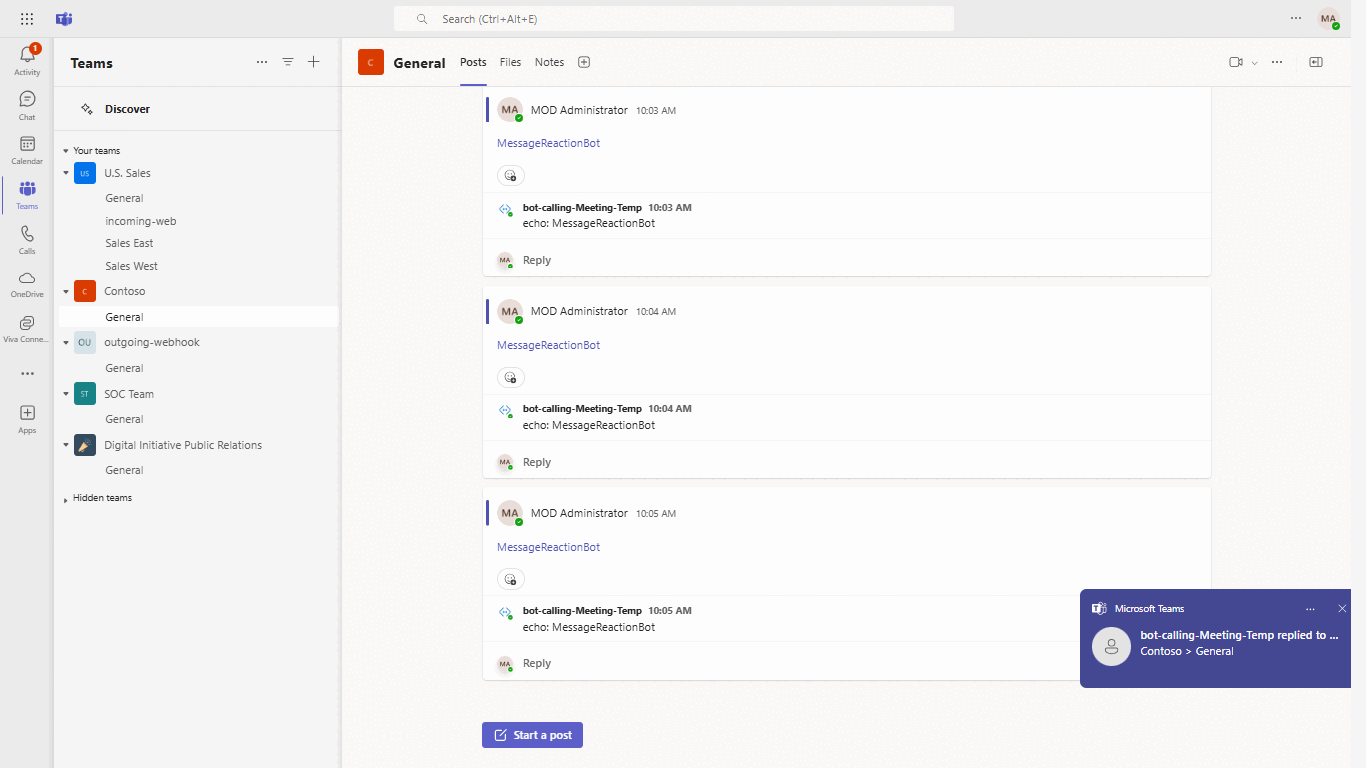 Search (Ctrl+Alt+E)
MA
1
Activity
Chat
Calendar
Teams
Calls
OneDrive
Viva Conne...
Apps
Teams
Discover
Your teams
US U.S. Sales
General
incoming-web
Sales East
Sales West
C Contoso
General
OU outgoing-webhook
General
ST SOC Team
General
Digital Initiative Public Relations
General
Hidden teams
C General Posts Files Notes
MA MOD Administrator 10:03 AM
MessageReactionBot
bot-calling-Meeting-Temp 10:03 AM
echo: MessageReactionBot
MA Reply
MA MOD Administrator 10:04 AM
MessageReactionBot
bot-calling-Meeting-Temp 10:04 AM
echo: MessageReactionBot
MA Reply
MA MOD Administrator 10:05 AM
MessageReactionBot
bot-calling-Meeting-Temp 10:05 AM
echo: MessageReactionBot
MA Reply
Start a post
Microsoft Teams
bot-calling-Meeting-Temp replied to ...
Contoso > General